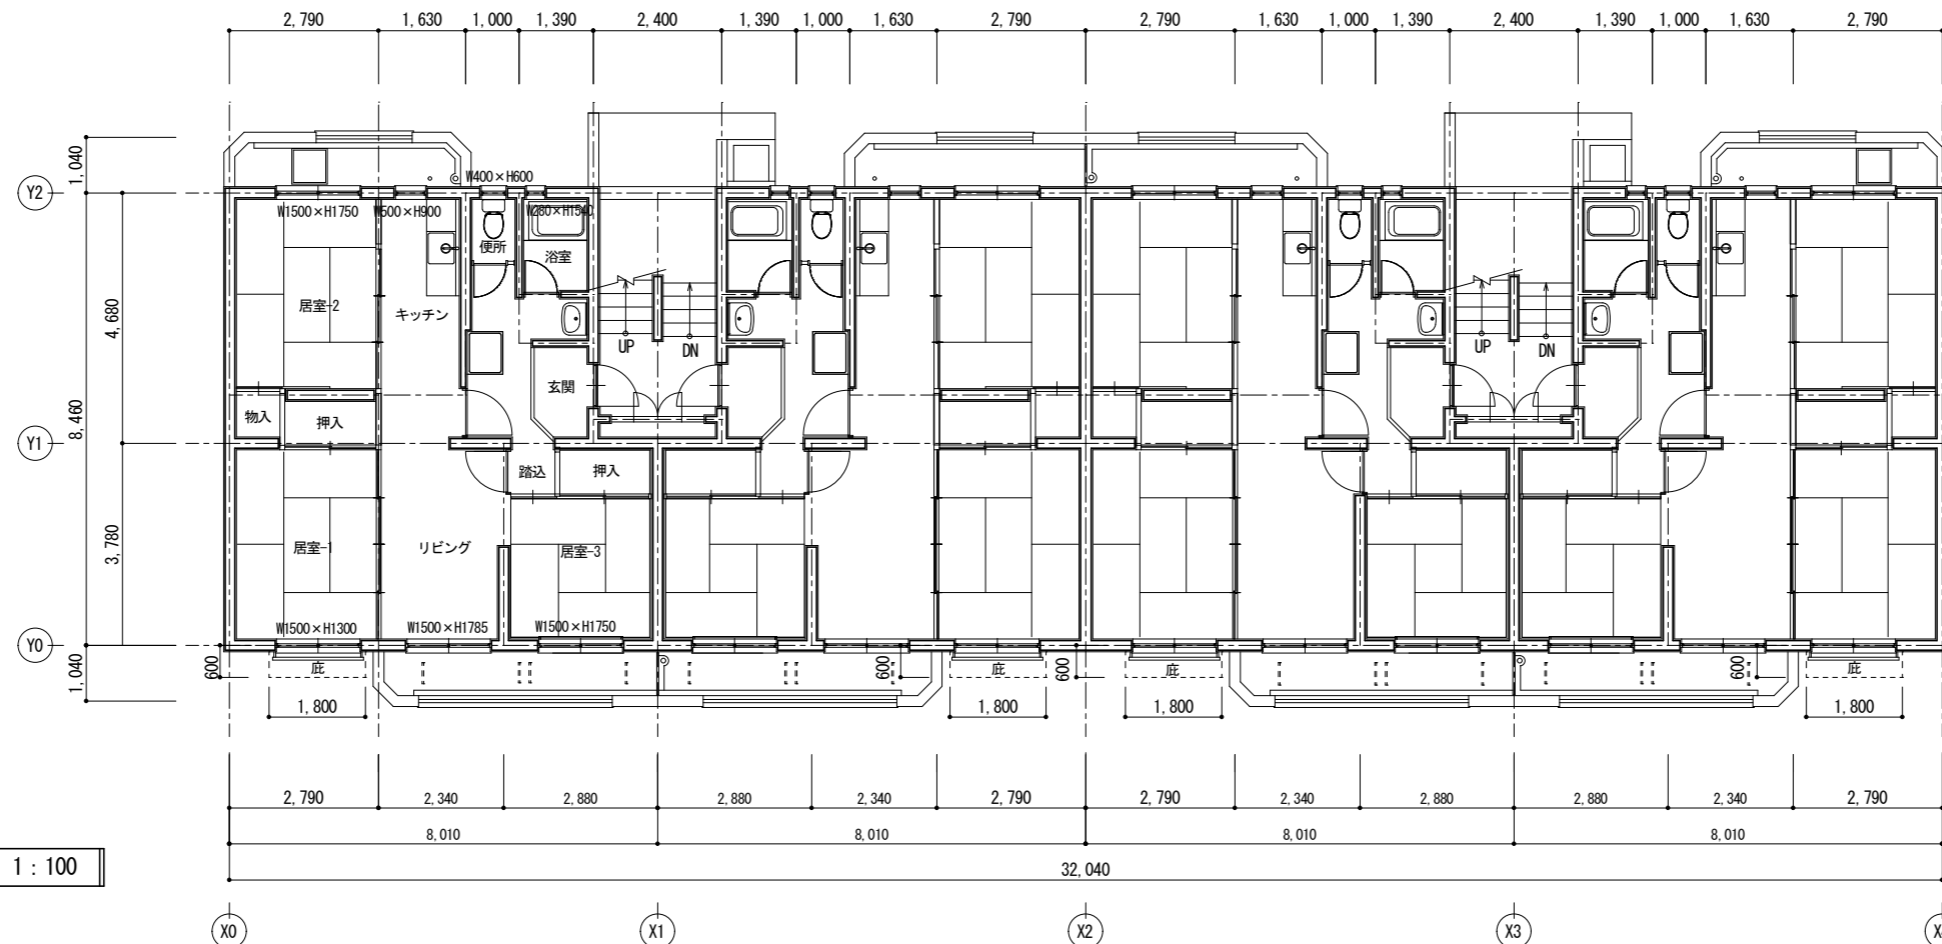 2,790 1,630 1,000 1,390 2,400 1,390 1,000 1,630 2,790 2,790 1,630 1,000 1,390 2,400 1,390 1,000 1,630 2,790
1,040
Y2
W400×H600
W1500×H1750 W500×H900 W280×H1540
便所
浴室
居室-2
キッチン
4,680
UP DN UP DN
玄関
物入 押入
8,460
Y1
踏込 押入
3,780
居室-1 リビング 居室-3
W1500×H1300 W1500×H1785 W1500×H1750
Y0
600 庇 600 600 庇 600 庇
1,040
1,800 1,800 1,800 1,800
2,790 2,340 2,880 2,880 2,340 2,790 2,790 2,340 2,880 2,880 2,340 2,790
8,010 8,010 8,010 8,010
1:100
32,040
X0 X1 X2 X3 X